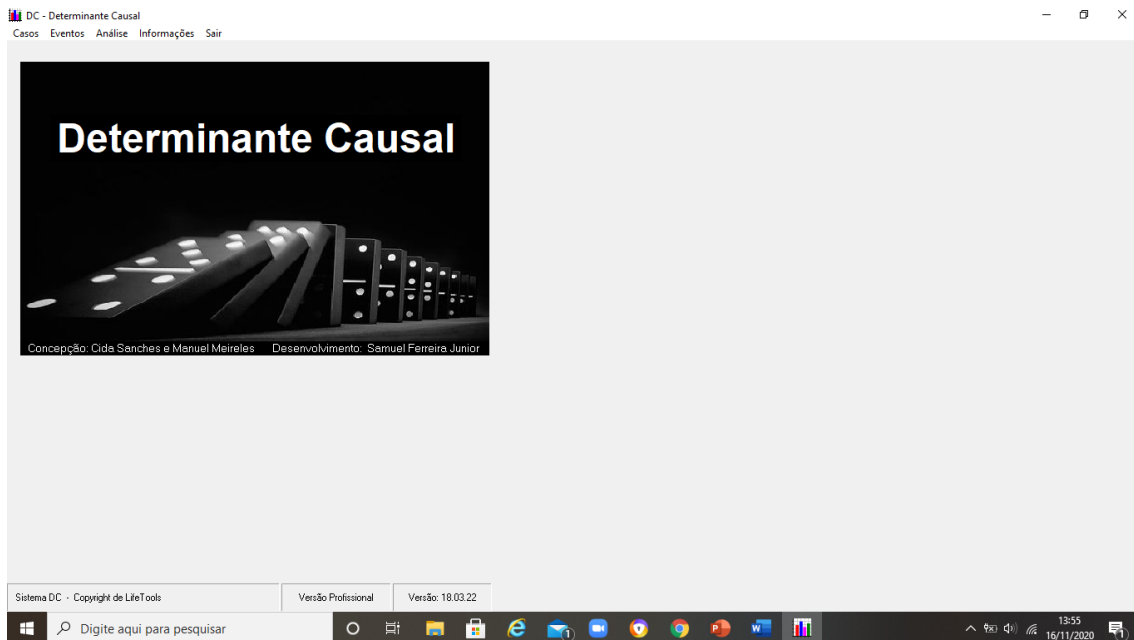 DC - Determinante Causal
Casos Eventos Análise Informações Sair
Determinante Causal
Concepção: Cida Sanches e Manuel Meireles Desenvolvimento: Samuel Ferreira Junior
Sistema DC - Copyright de LifeTools Versão Profissional Versão: 18.03.22
Digite aqui para pesquisar
13:55
16/11/2020